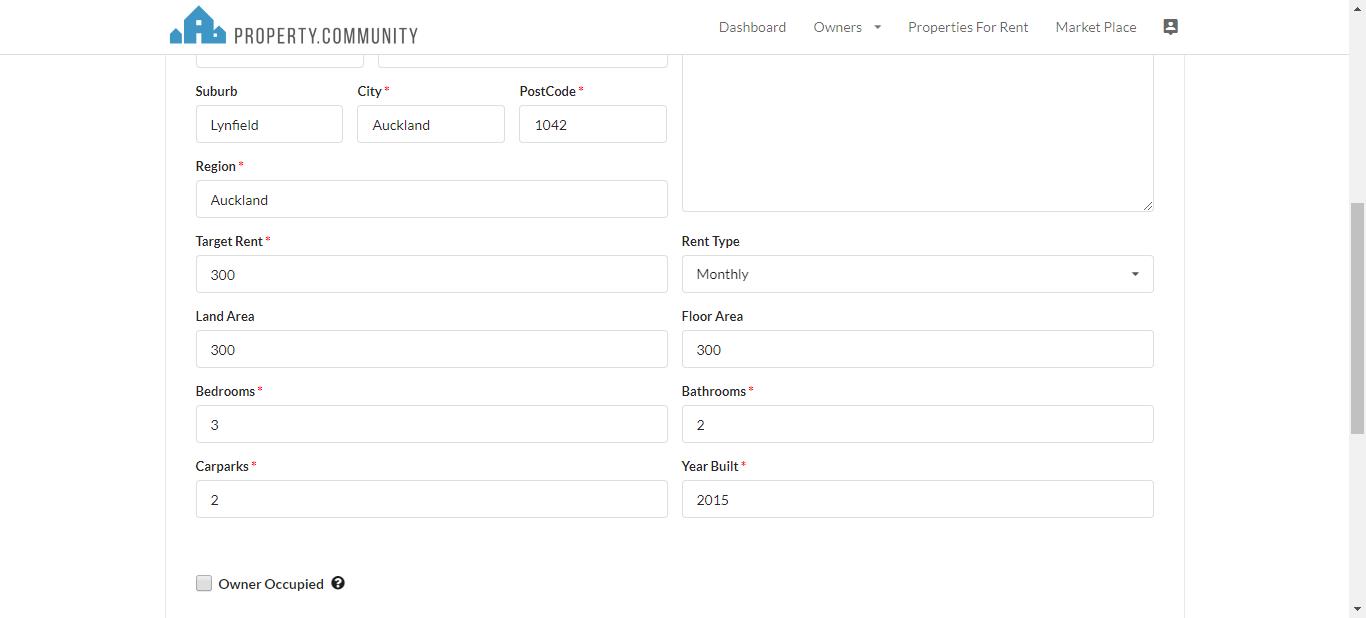 PROPERTY.COMMUNITY
Dashboard Owners Properties For Rent Market Place
Suburb City * PostCode *
Lynfield Auckland 1042
Region *
Auckland
Target Rent * Rent Type
300 Monthly
Land Area Floor Area
300 300
Bedrooms * Bathrooms *
3 2
Carparks * Year Built *
2 2015
Owner Occupied ?